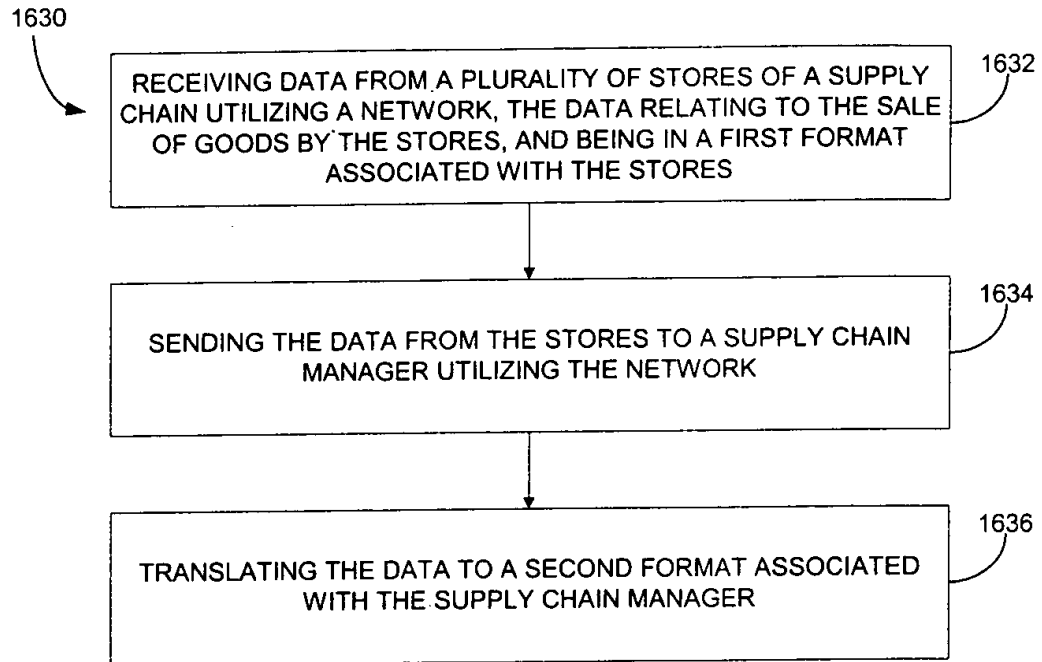 1630
RECEIVING DATA FROM A PLURALITY OF STORES OF A SUPPLY
CHAIN UTILIZING A NETWORK, THE DATA RELATING TO THE SALE
OF GOODS BY THE STORES, AND BEING IN A FIRST FORMAT
ASSOCIATED WITH THE STORES
1632
SENDING THE DATA FROM THE STORES TO A SUPPLY CHAIN
MANAGER UTILIZING THE NETWORK
1634
TRANSLATING THE DATA TO A SECOND FORMAT ASSOCIATED
WITH THE SUPPLY CHAIN MANAGER
1636